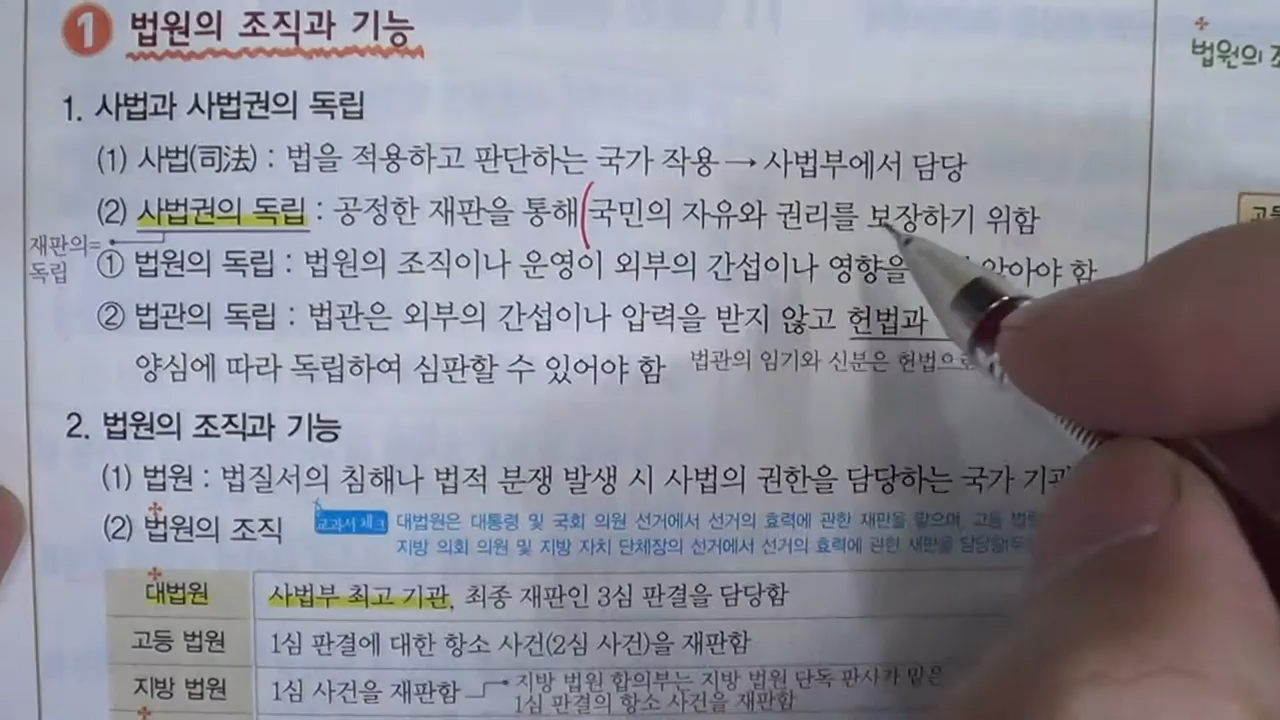 1 법원의 조직과 기능
법원의
1. 사법과 사법권의 독립
(1) 사법(司法) : 법을 적용하고 판단하는 국가 작용 → 사법부에서 담당
(2) 사법권의 독립 : 공정한 재판을 통해 국민의 자유와 권리를 보장하기 위함
재판의=
독립
① 법원의 독립 : 법원의 조직이나 운영이 외부의 간섭이나 영향을 않아야 함
② 법관의 독립 : 법관은 외부의 간섭이나 압력을 받지 않고 헌법과
양심에 따라 독립하여 심판할 수 있어야 함 법관의 임기와 신분은
2. 법원의 조직과 기능
(1) 법원 : 법질서의 침해나 법적 분쟁 발생 시 사법의 권한을 담당하는 국가
(2) 법원의 조직
교과서 체크 대법원은 대통령 및 국회 의원 선거에서 선거의 효력에 관한 재판을 맡으며, 고등
지방 의회 의원 및 지방 자치 단체장의 선거에서 선거의 효력에 관한 재판을 담당함
대법원 사법부 최고 기관, 최종 재판인 3심 판결을 담당함
고등 법원 1심 판결에 대한 항소 사건(2심 사건)을 재판함
지방 법원 1심 사건을 재판함 → 지방 법원 합의부는 지방 법원 단독 판사가 맡은
1심 판결의 항소 사건을 재판함